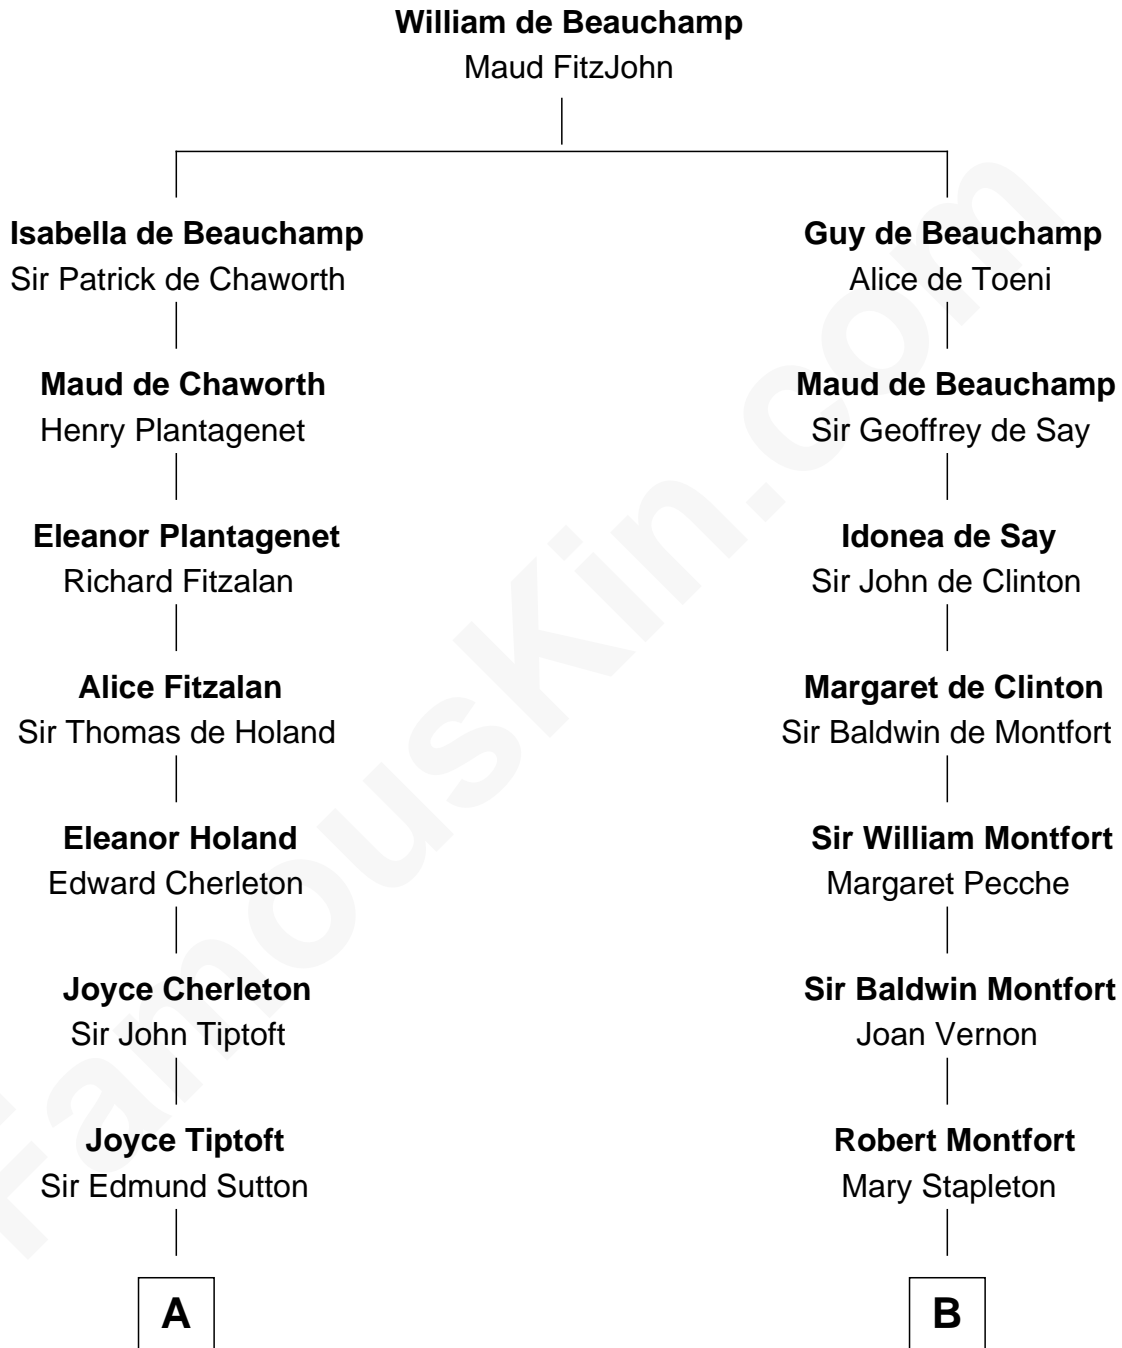 William de Beauchamp
Maud FitzJohn
Isabella de Beauchamp
Sir Patrick de Chaworth
Guy de Beauchamp
Alice de Toeni
Maud de Chaworth
Henry Plantagenet
Maud de Beauchamp
Sir Geoffrey de Say
Eleanor Plantagenet
Richard Fitzalan
Idonea de Say
Sir John de Clinton
Alice Fitzalan
Sir Thomas de Holand
Margaret de Clinton
Sir Baldwin de Montfort
Eleanor Holand
Edward Cherleton
Sir William Montfort
Margaret Pecche
Joyce Cherleton
Sir John Tiptoft
Sir Baldwin Montfort
Joan Vernon
Joyce Tiptoft
Sir Edmund Sutton
Robert Montfort
Mary Stapleton
A
B
FamousKin.com